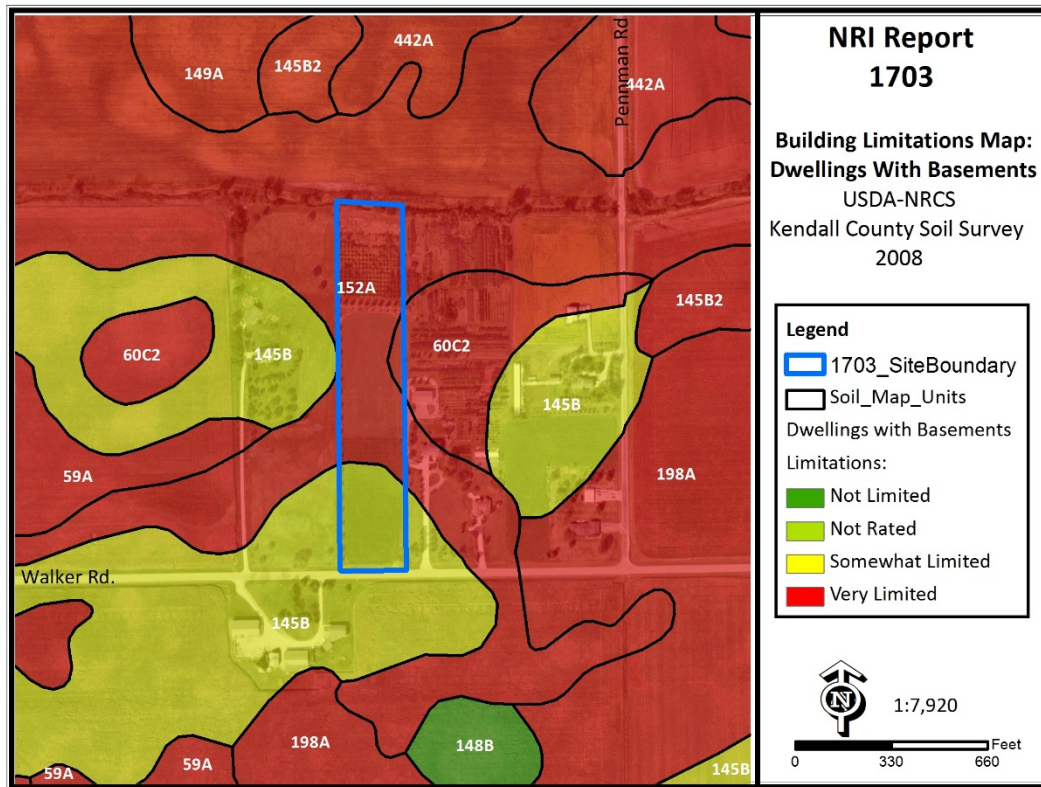 442A
145B2
149A
Pennman Rd
442A
152A
145B2
60C2
145B
60C2
145B
59A
198A
Walker Rd.
145B
198A
148B
59A
59A
145B
NRI Report
1703
Building Limitations Map:
Dwellings With Basements
USDA-NRCS
Kendall County Soil Survey
2008
Legend
1703_SiteBoundary
Soil_Map_Units
Dwellings with Basements
Limitations:
Not Limited
Not Rated
Somewhat Limited
Very Limited
N
1:7,920
Feet
0 330 660